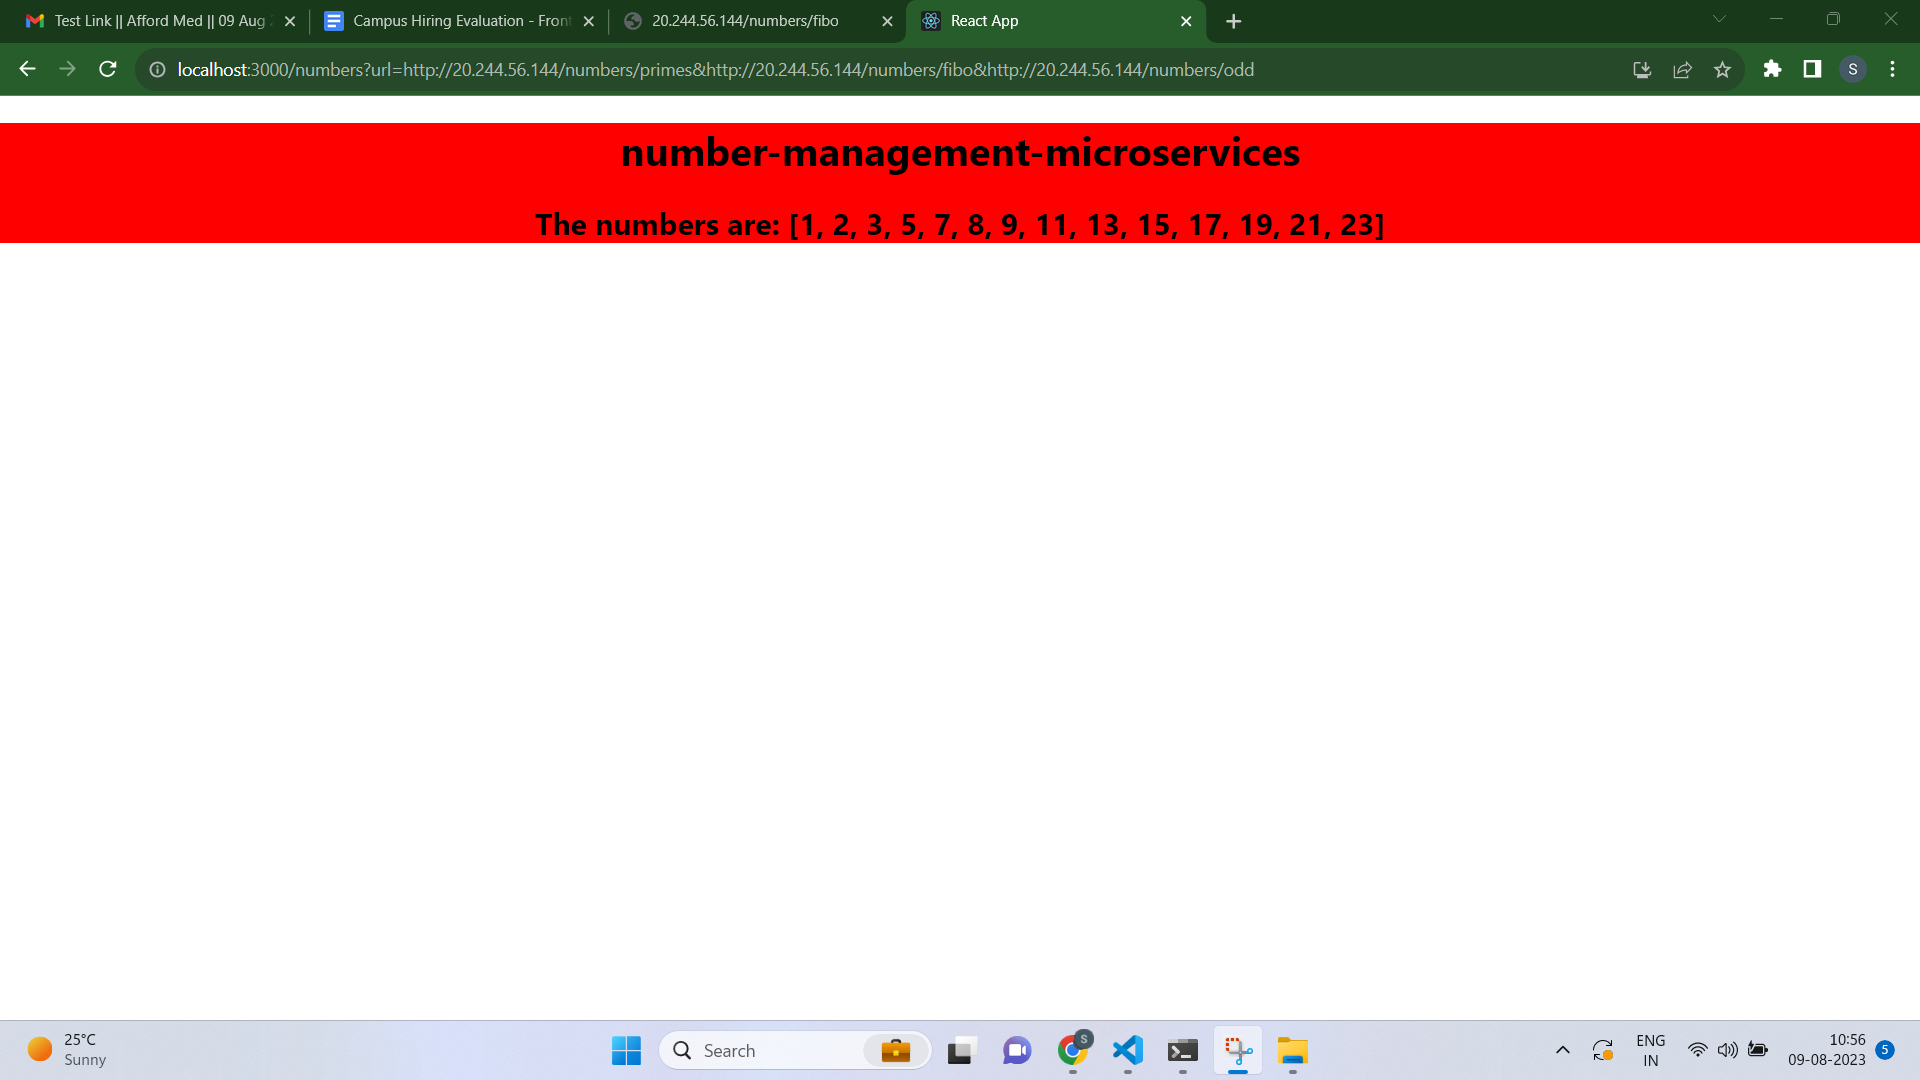 Test Link || Afford Med || 09 Aug
Campus Hiring Evaluation - Front
20.244.56.144/numbers/fibo
React App
localhost:3000/numbers?url=http://20.244.56.144/numbers/primes&http://20.244.56.144/numbers/fibo&http://20.244.56.144/numbers/odd
S
number-management-microservices
The numbers are: [1, 2, 3, 5, 7, 8, 9, 11, 13, 15, 17, 19, 21, 23]
25°C
Sunny
Search
S
ENG
IN
10:56
09-08-2023
5